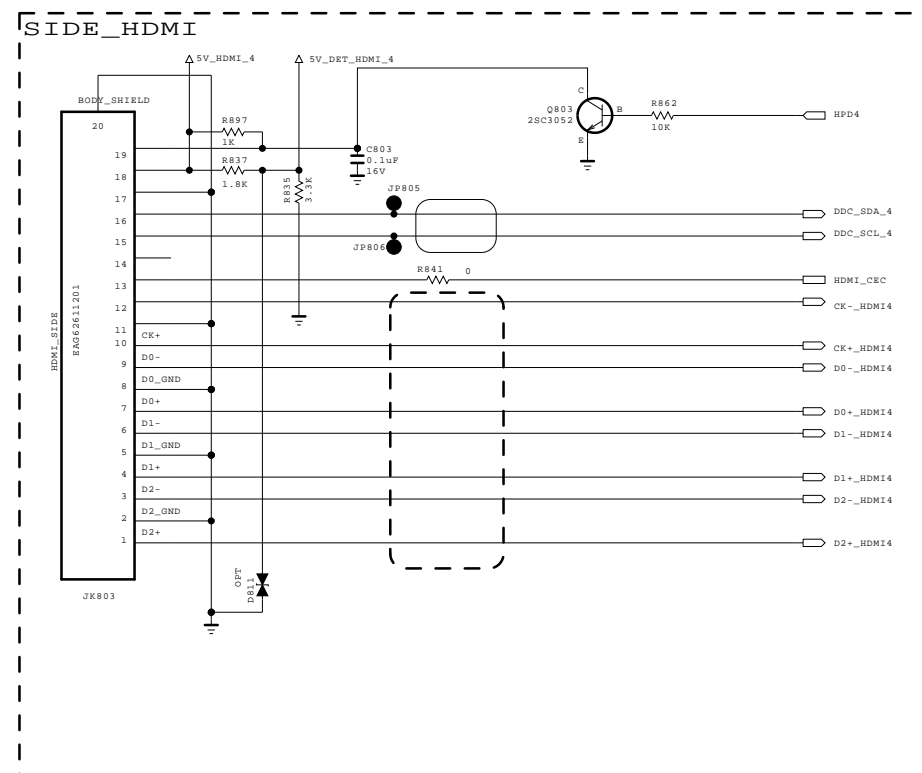 SIDE_HDMI
5V_HDMI_4
5V_DET_HDMI_4
BODY_SHIELD
20
C
Q803
2SC3052
B
E
R862
10K
HPD4
R897
1K
19
C803
0.1uF
16V
R837
1.8K
18
R835
3.3K
17
JP805
16
DDC_SDA_4
15
DDC_SCL_4
JP806
14
R841
0
13
HDMI_CEC
12
CK-_HDMI4
11
CK+
10
CK+_HDMI4
D0-
9
D0-_HDMI4
D0_GND
8
D0+
7
D0+_HDMI4
D1-
6
D1-_HDMI4
D1_GND
5
D1+
4
D1+_HDMI4
D2-
3
D2-_HDMI4
D2_GND
2
D2+
1
D2+_HDMI4
HDMI_SIDE
EAG62611201
OPT
D811
JK803